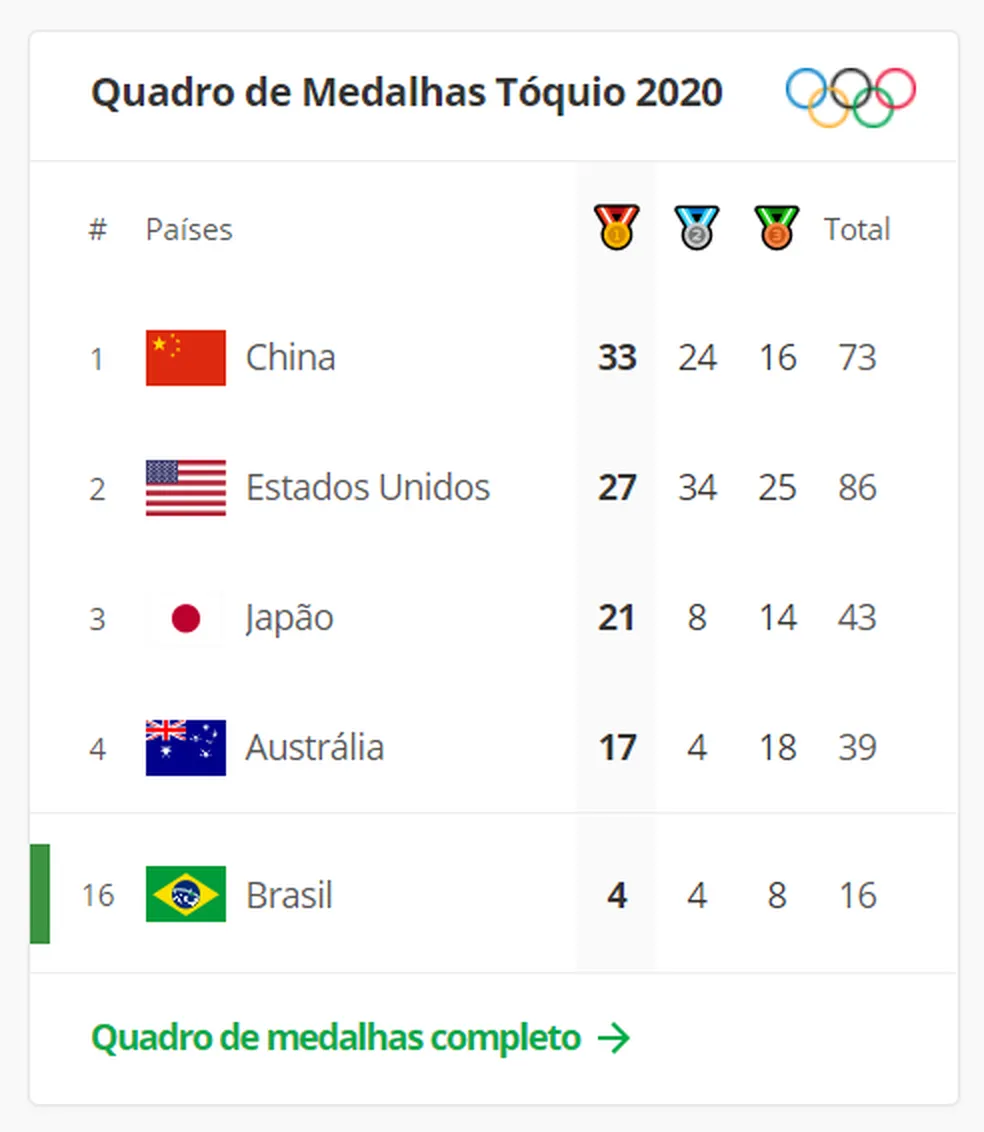 Quadro de Medalhas Tóquio 2020
# Países 1 2 3 Total
1 China 33 24 16 73
2 Estados Unidos 27 34 25 86
3 Japão 21 8 14 43
4 Austrália 17 4 18 39
16 Brasil 4 4 8 16
Quadro de medalhas completo →